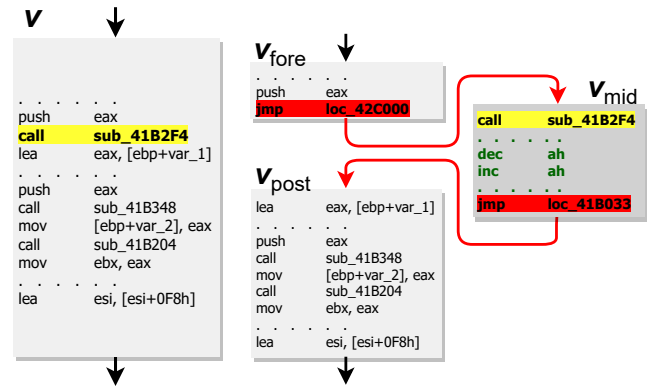 V
. . . . . .
push eax
call sub_41B2F4
lea eax, [ebp+var_1]
. . . . . .
push eax
call sub_41B348
mov [ebp+var_2], eax
call sub_41B204
mov ebx, eax
. . . . . .
lea esi, [esi+0F8h]
Vfore
. . . . . .
push eax
jmp loc_42C000
Vpost
lea eax, [ebp+var_1]
. . . . . .
push eax
call sub_41B348
mov [ebp+var_2], eax
call sub_41B204
mov ebx, eax
. . . . . .
lea esi, [esi+0F8h]
Vmid
call sub_41B2F4
. . . . . .
dec ah
inc ah
. . . . . .
jmp loc_41B033